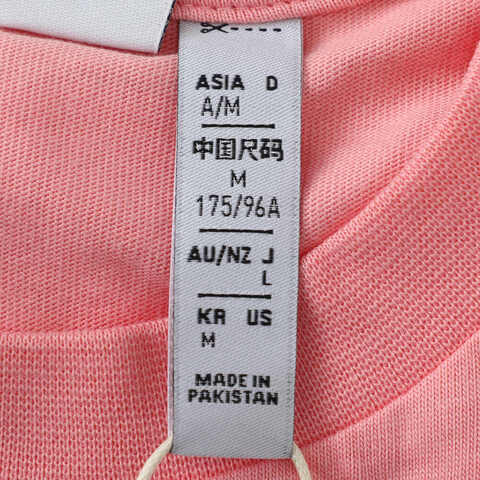 ASIA D
A/M
中国尺码
M
175/96A
AU/NZ J
L
KR US
M
MADE IN
PAKISTAN